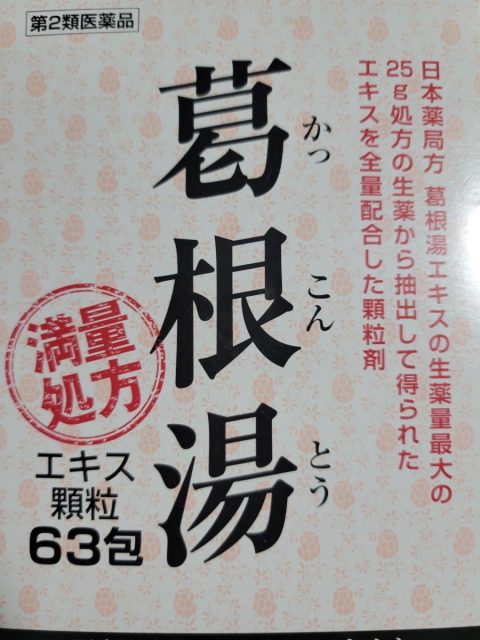 第2類医薬品
日本薬局方 葛根湯エキスの生薬量最大の
25g処方の生薬から抽出して得られた
エキスを全量配合した顆粒剤
葛根湯
かっこんとう
満量
処方
エキス
顆粒
63包